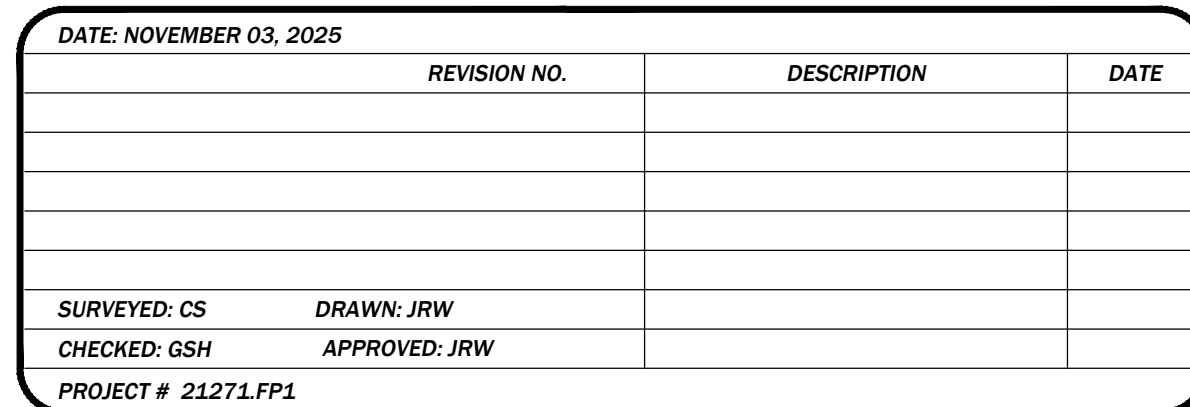 DATE: NOVEMBER 03, 2025
REVISION NO. DESCRIPTION DATE
SURVEYED: CS DRAWN: JRW
CHECKED: GSH APPROVED: JRW
PROJECT # 21271.FP1